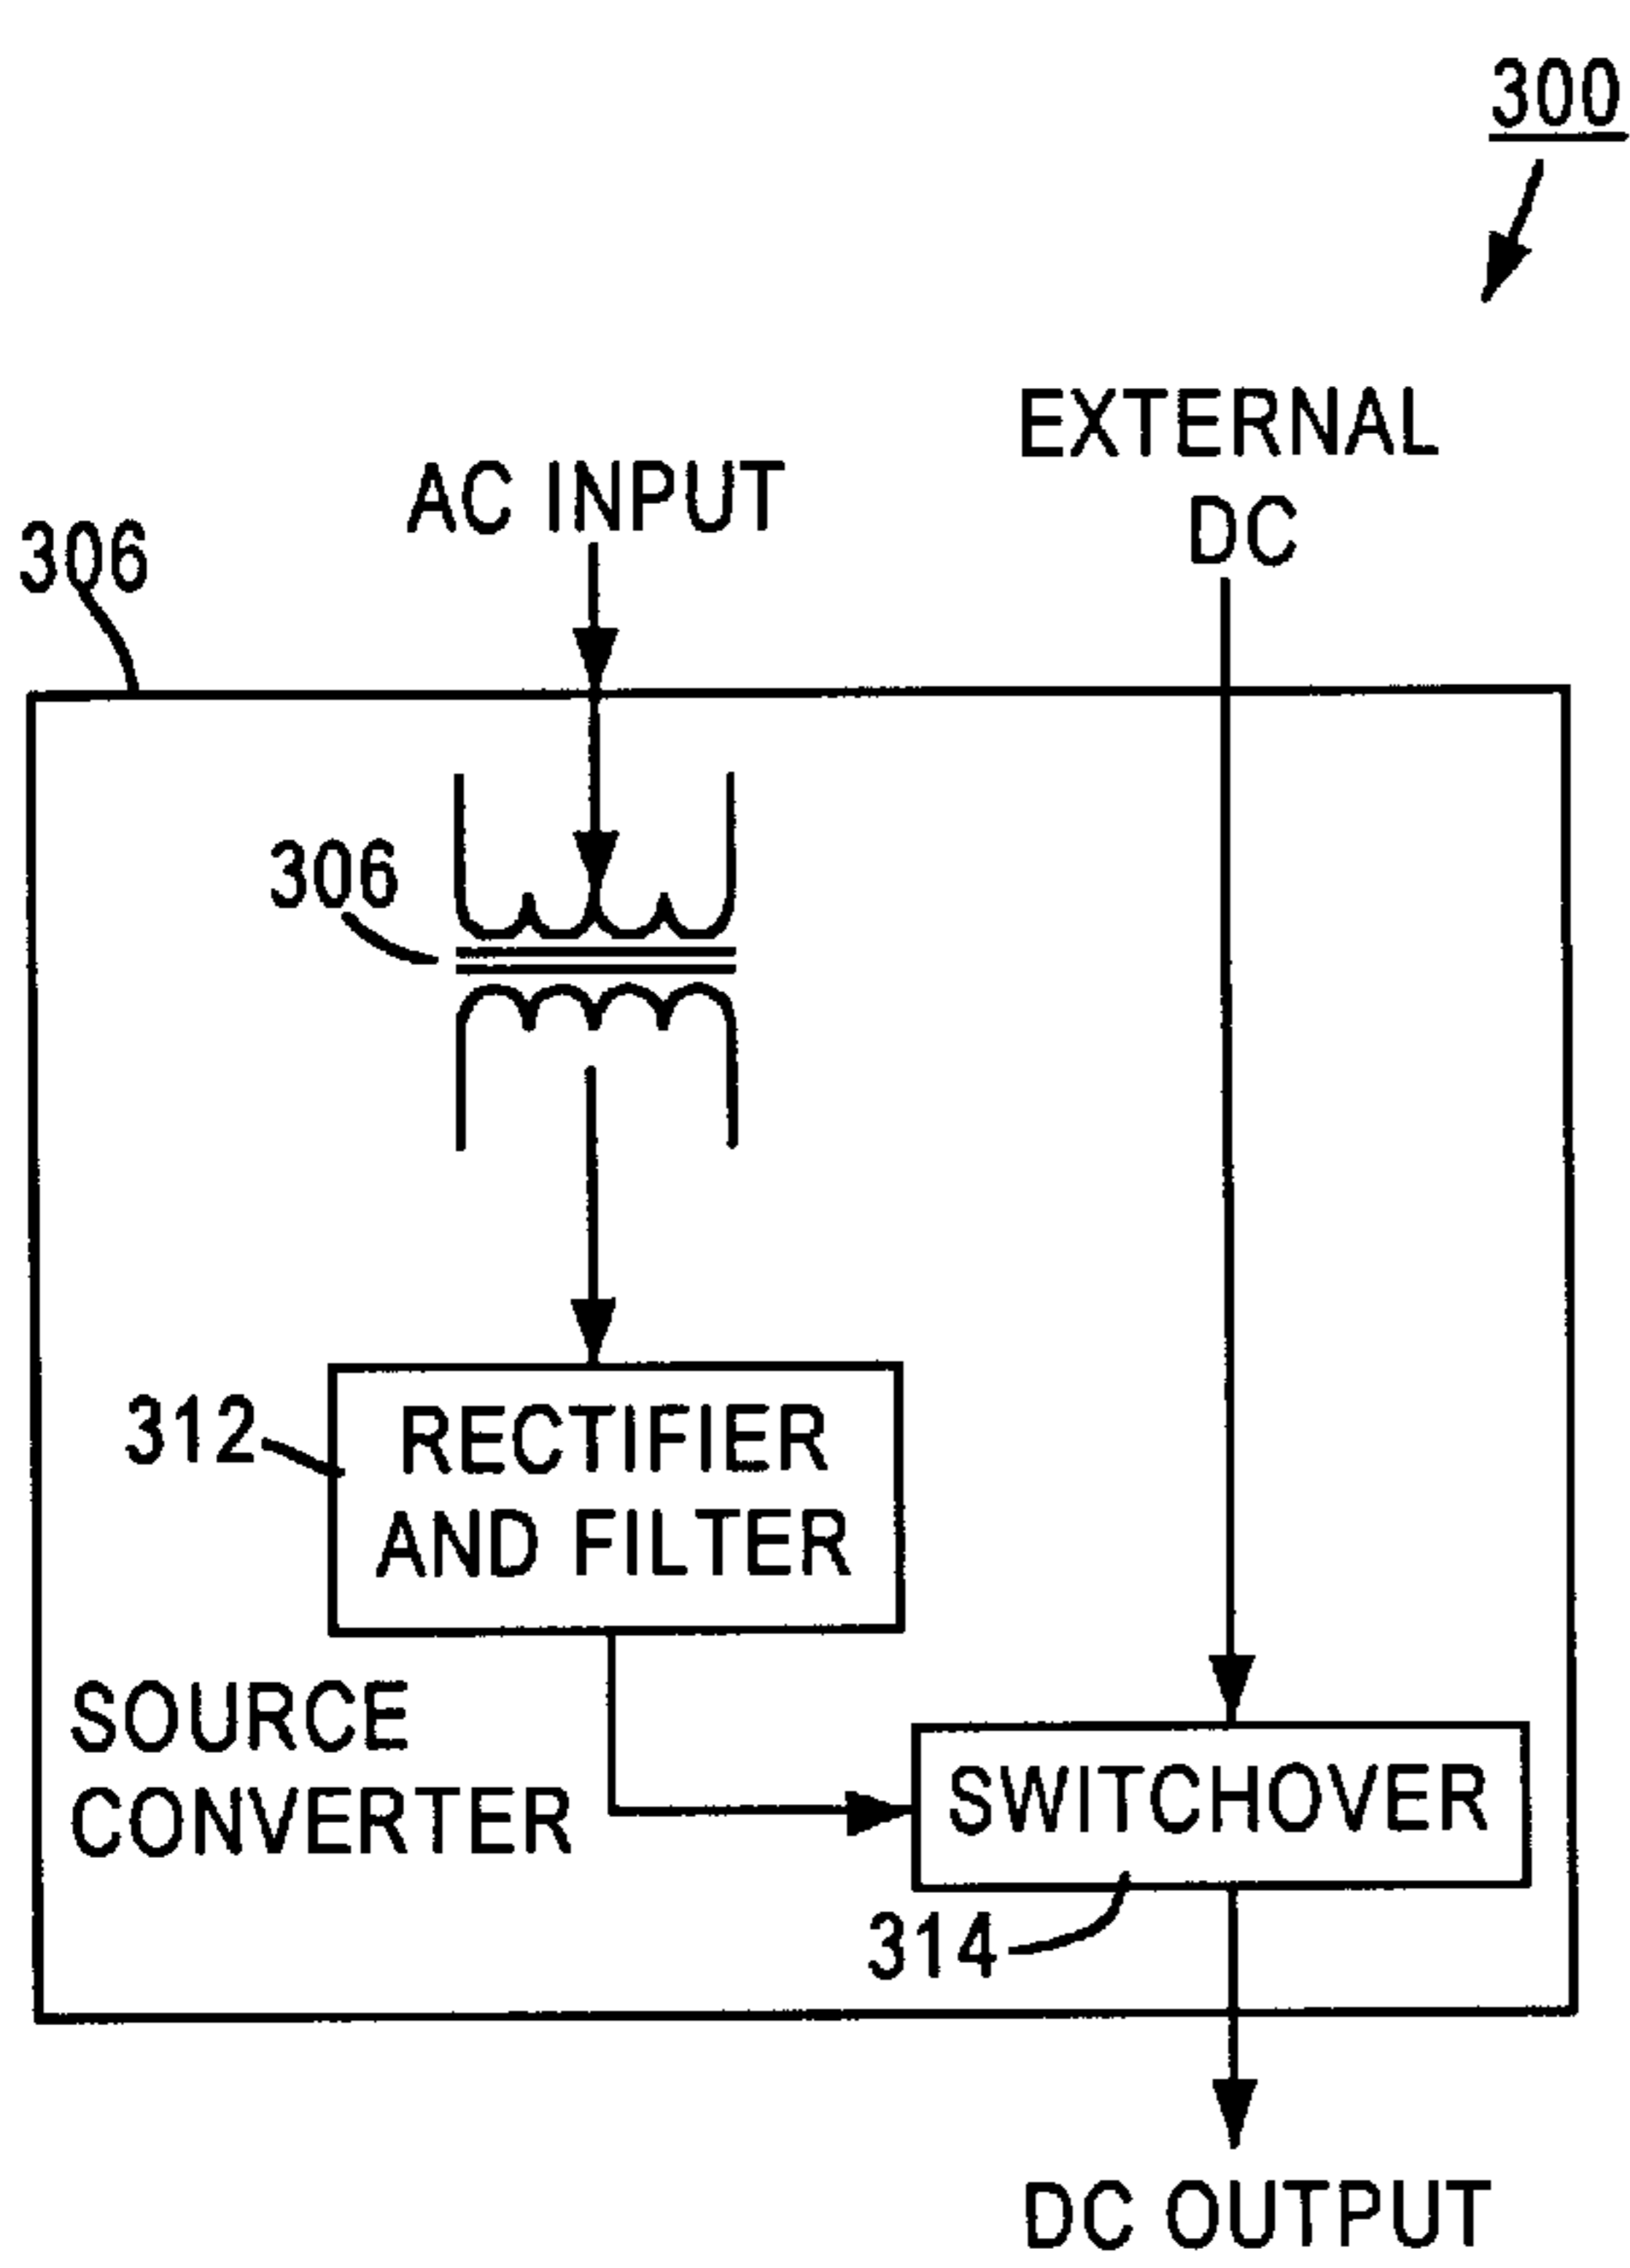 300
EXTERNAL
DC
AC INPUT
306
306
312
RECTIFIER
AND FILTER
SOURCE
CONVERTER
SWITCHOVER
314
DC OUTPUT